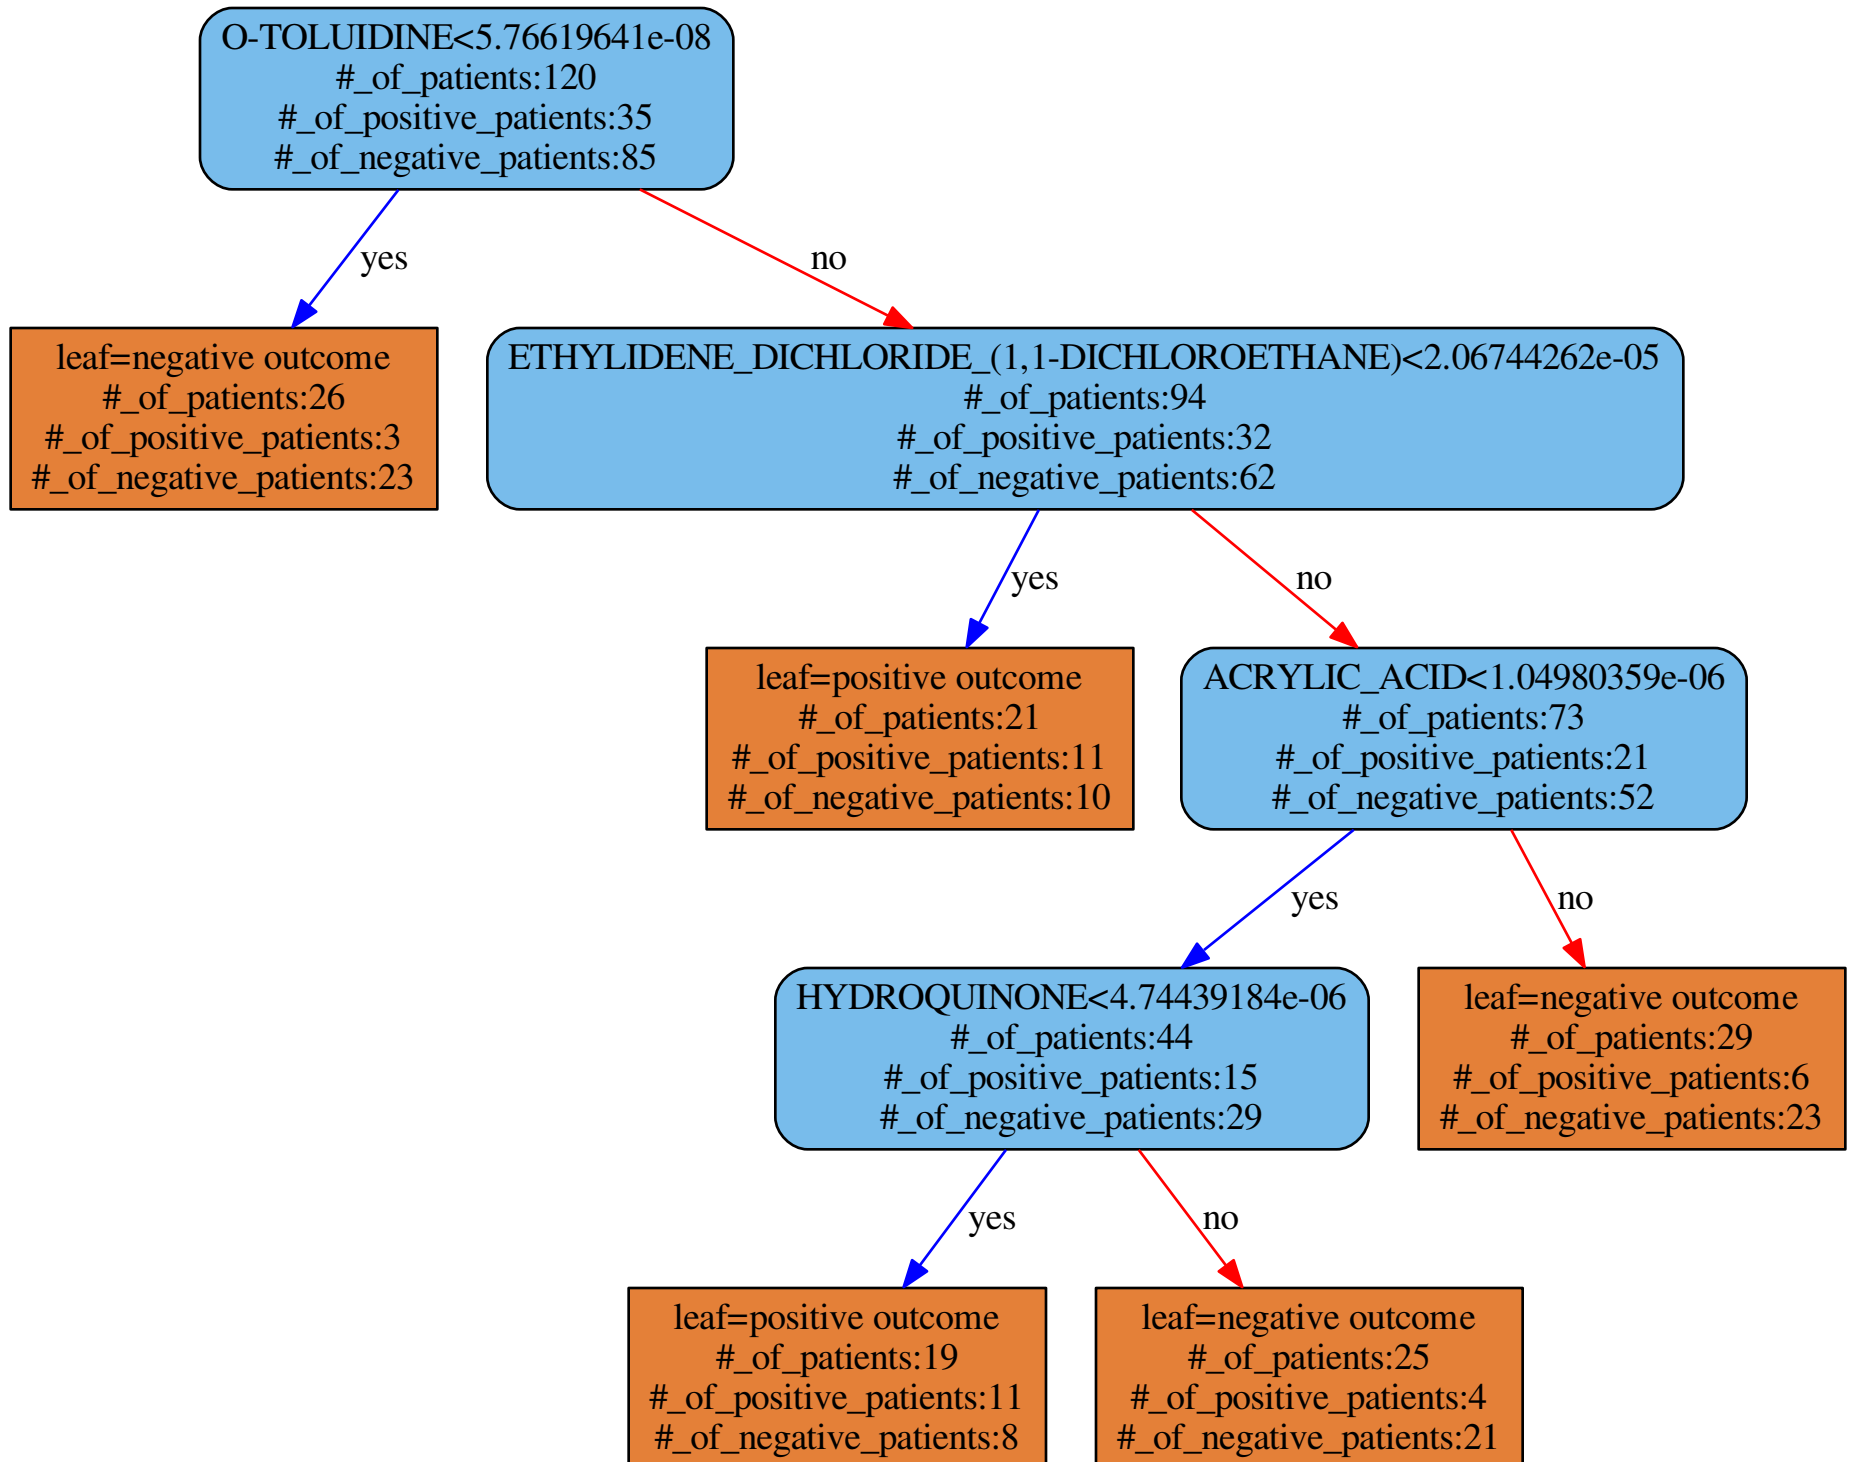 O-TOLUIDINE<5.76619641e-08
#_of_patients:120
#_of_positive_patients:35
#_of_negative_patients:85
yes
no
leaf=negative outcome
#_of_patients:26
#_of_positive_patients:3
#_of_negative_patients:23
ETHYLIDENE_DICHLORIDE_(1,1-DICHLOROETHANE)<2.06744262e-05
#_of_patients:94
#_of_positive_patients:32
#_of_negative_patients:62
yes
no
leaf=positive outcome
#_of_patients:21
#_of_positive_patients:11
#_of_negative_patients:10
ACRYLIC_ACID<1.04980359e-06
#_of_patients:73
#_of_positive_patients:21
#_of_negative_patients:52
yes
no
HYDROQUINONE<4.74439184e-06
#_of_patients:44
#_of_positive_patients:15
#_of_negative_patients:29
leaf=negative outcome
#_of_patients:29
#_of_positive_patients:6
#_of_negative_patients:23
yes
no
leaf=positive outcome
#_of_patients:19
#_of_positive_patients:11
#_of_negative_patients:8
leaf=negative outcome
#_of_patients:25
#_of_positive_patients:4
#_of_negative_patients:21